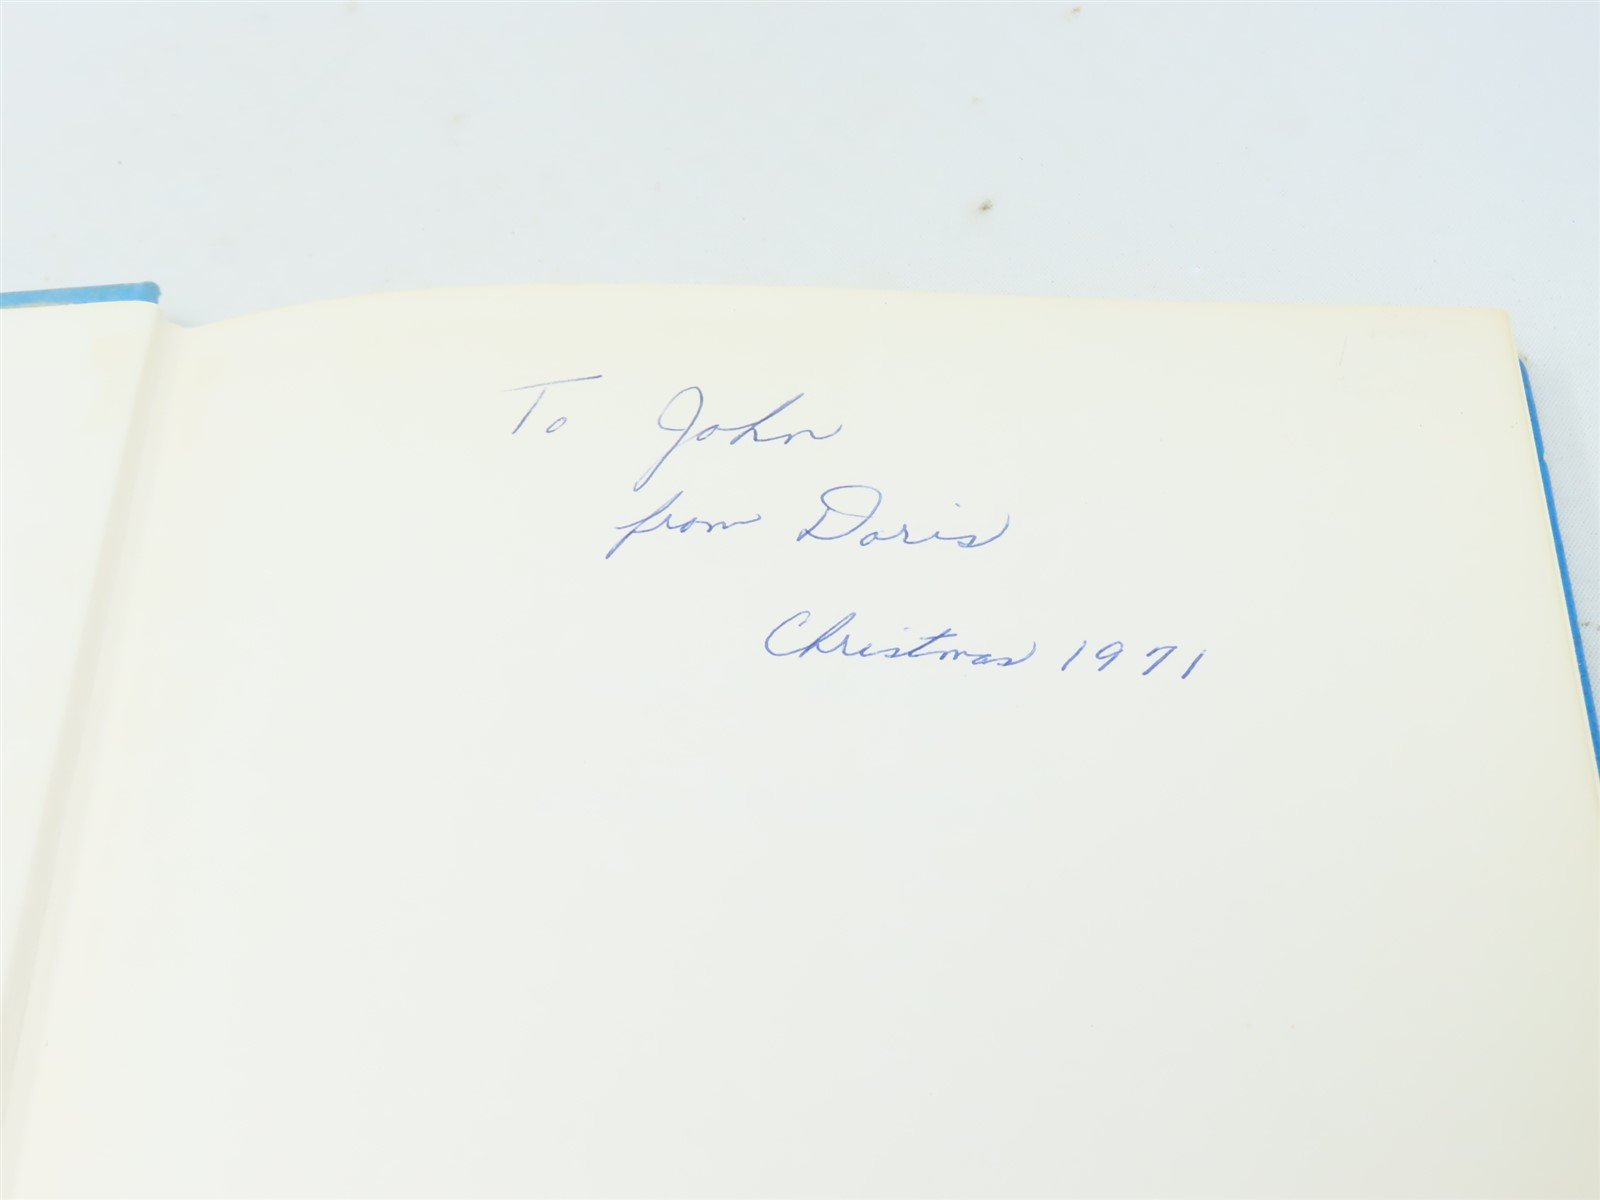 To John
from Doris
Christmas 1971